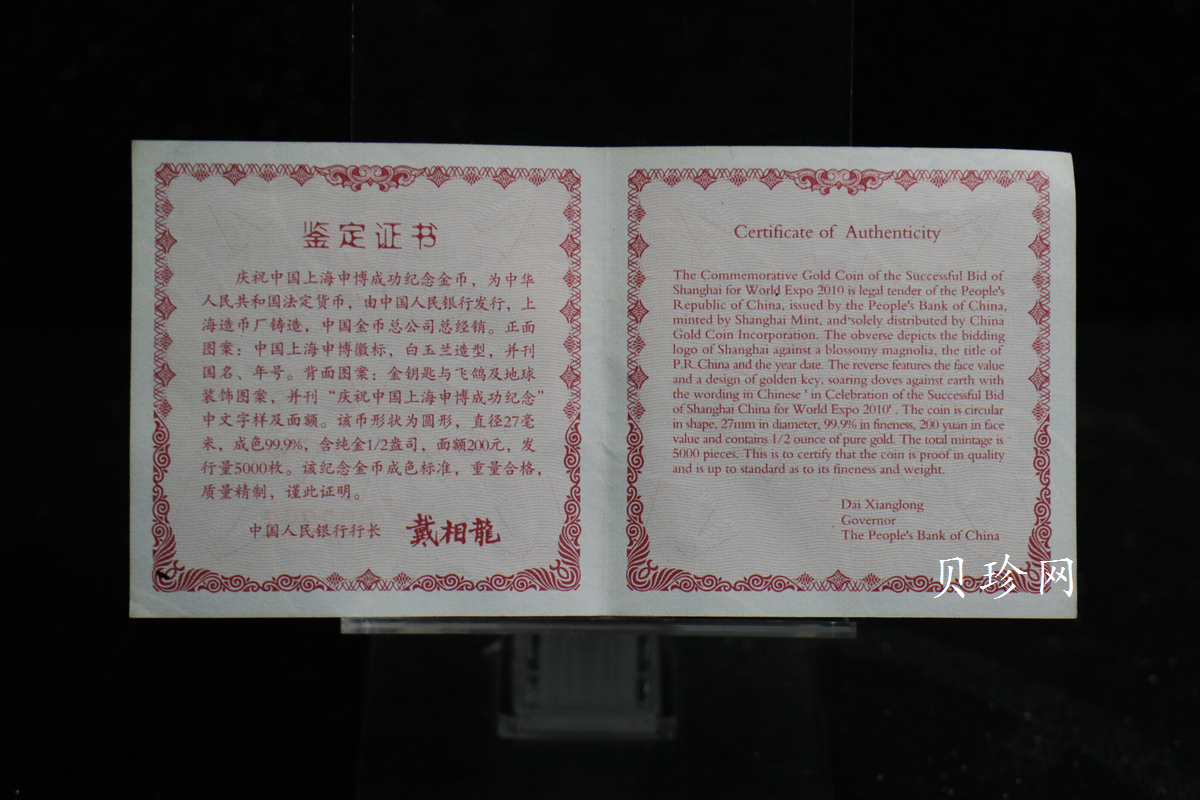 鉴定证书
庆祝中国上海申博成功纪念金币，为中华
人民共和国法定货币，由中国人民银行发行，上
海造币厂铸造，中国金币总公司总经销。正面
图案：中国上海申博徽标，白玉兰造型，并刊
国名、年号。背面图案：金钥匙与飞鸽及地球
装饰图案，并刊“庆祝中国上海申博成功纪念”
中文字样及面额。该币形状为圆形，直径27毫
米，成色99.9%，含纯金1/2盎司，面额200元，发
行量5000枚。该纪念金币成色标准，重量合格，
质量精制，谨此证明。
中国人民银行行长 戴相龍
Certificate of Authenticity
The Commemorative Gold Coin of the Successful Bid of
Shanghai for World Expo 2010 is legal tender of the People's
Republic of China, issued by the People's Bank of China,
minted by Shanghai Mint, and solely distributed by China
Gold Coin Incorporation. The obverse depicts the bidding
logo of Shanghai against a blossomy magnolia, the title of
P.R.China and the year date. The reverse features the face value
and a design of golden key, soaring doves against earth with
the wording in Chinese ' in Celebration of the Successful Bid
of Shanghai China for World Expo 2010' . The coin is circular
in shape, 27mm in diameter, 99.9% in fineness, 200 yuan in face
value and contains 1/2 ounce of pure gold. The total mintage is
5000 pieces. This is to certify that the coin is proof in quality
and is up to standard as to its fineness and weight.
Dai Xianglong
Governor
The People's Bank of China
贝珍网